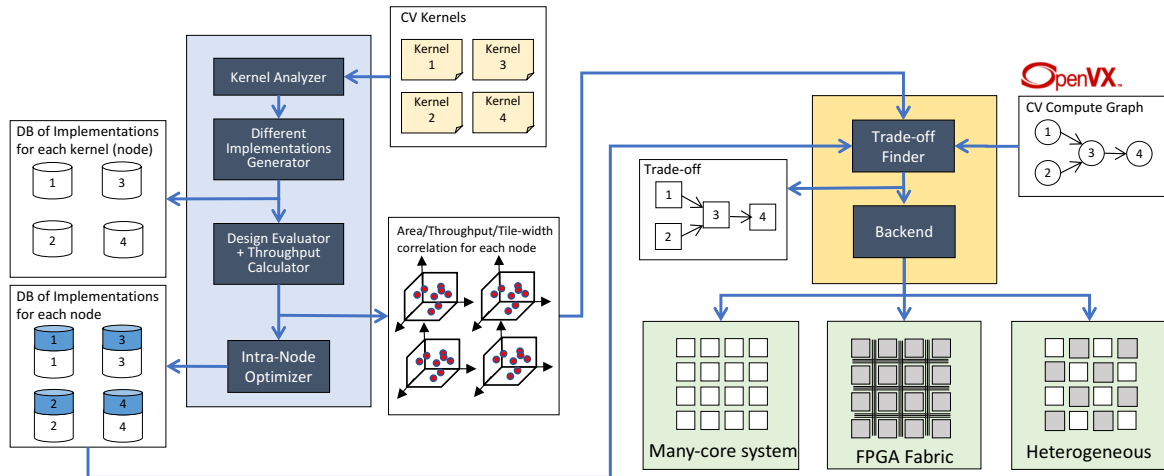 CV Kernels
Kernel
1
Kernel
3
Kernel
2
Kernel
4
Kernel Analyzer
Different
Implementations
Generator
Design Evaluator
+ Throughput
Calculator
Intra-Node
Optimizer
DB of Implementations
for each kernel (node)
1
3
2
4
DB of Implementations
for each node
1
1
3
3
2
2
4
4
Area/Throughput/Tile-width
correlation for each node
OpenVX™
CV Compute Graph
1
2
3
4
Trade-off
Finder
Backend
Trade-off
1
2
3
4
Many-core system
FPGA Fabric
Heterogeneous